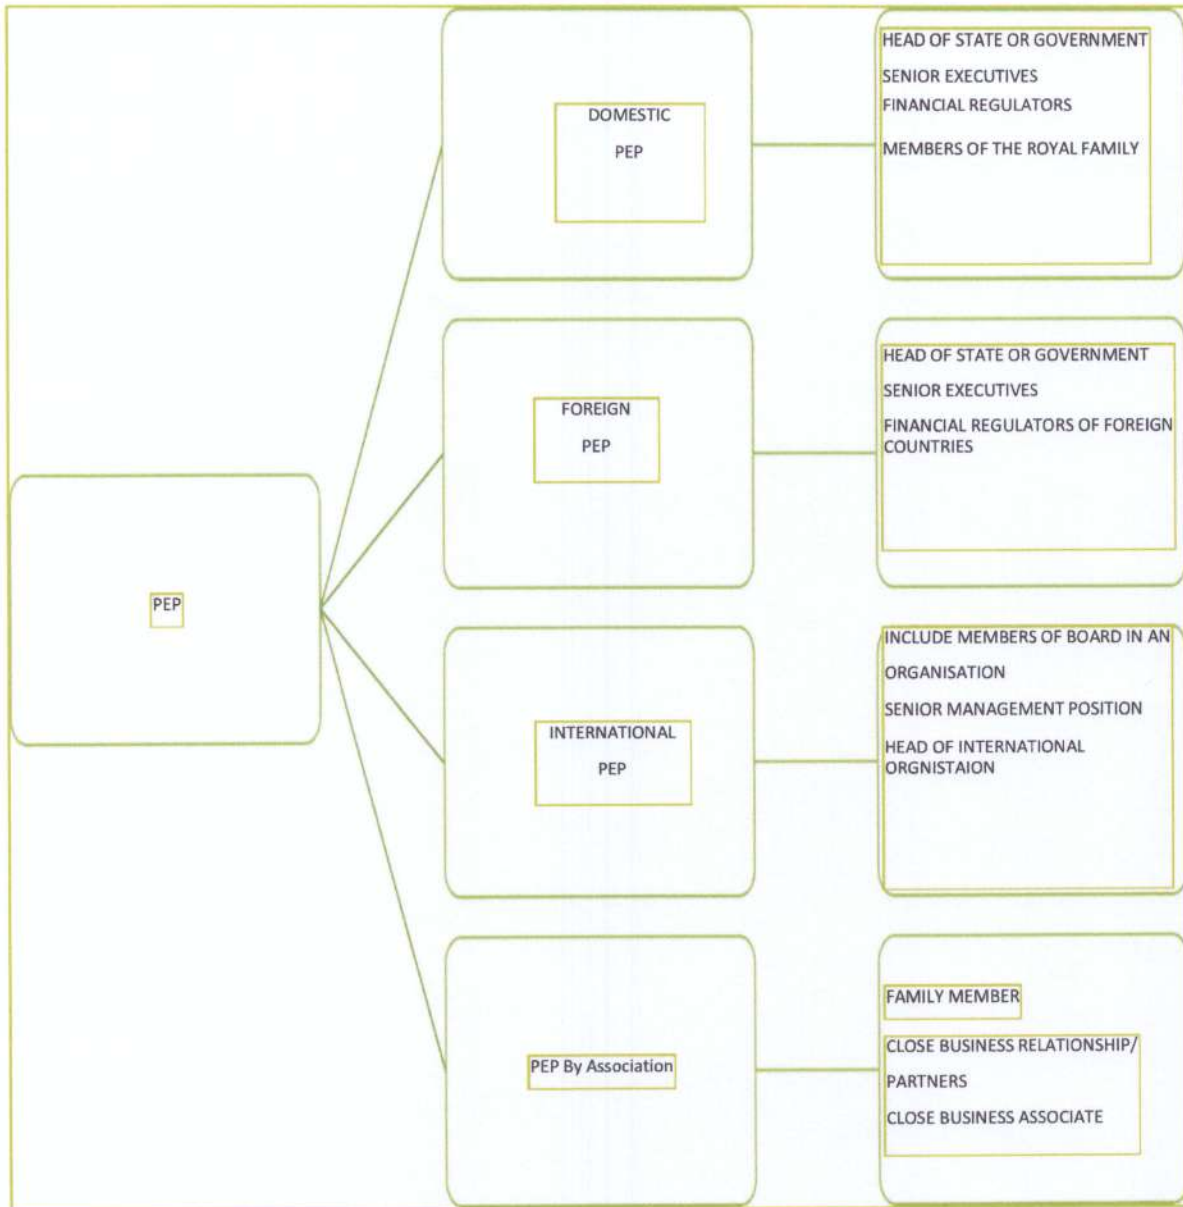 PEP
DOMESTIC
PEP
HEAD OF STATE OR GOVERNMENT
SENIOR EXECUTIVES
FINANCIAL REGULATORS
MEMBERS OF THE ROYAL FAMILY
FOREIGN
PEP
HEAD OF STATE OR GOVERNMENT
SENIOR EXECUTIVES
FINANCIAL REGULATORS OF FOREIGN
COUNTRIES
INTERNATIONAL
PEP
INCLUDE MEMBERS OF BOARD IN AN
ORGANISATION
SENIOR MANAGEMENT POSITION
HEAD OF INTERNATIONAL
ORGNISTAION
PEP By Association
FAMILY MEMBER
CLOSE BUSINESS RELATIONSHIP/
PARTNERS
CLOSE BUSINESS ASSOCIATE